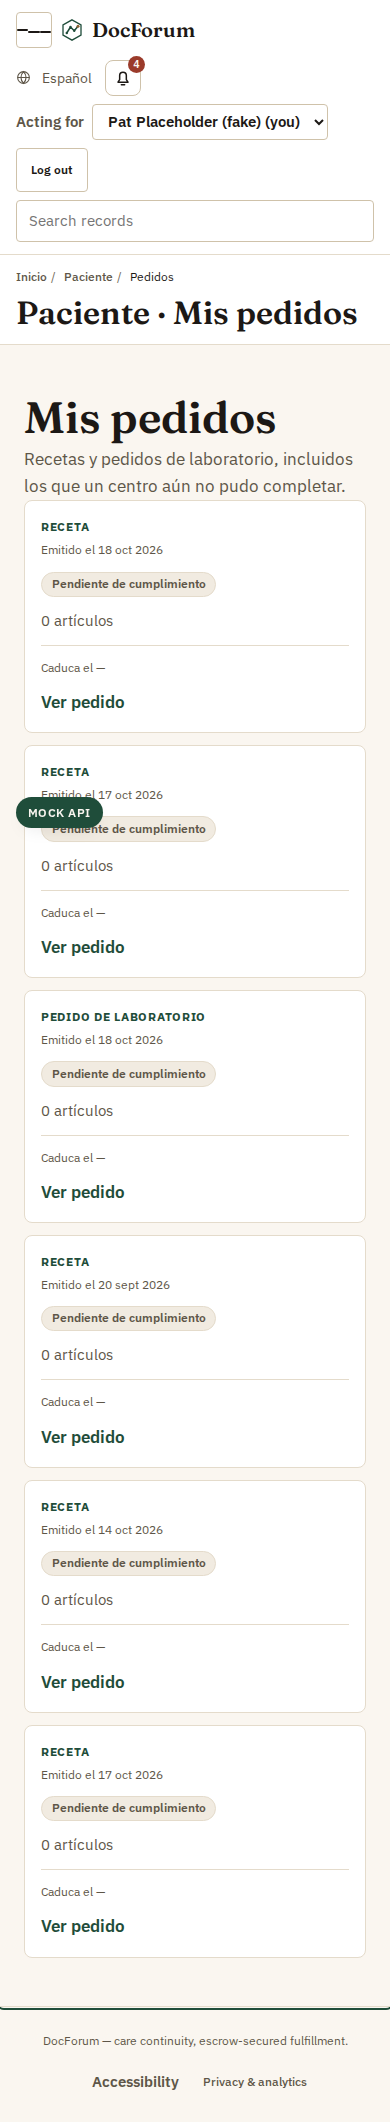 DocForum
Español
4
Acting for
Pat Placeholder (fake) (you)
Log out
Search records
Inicio / Paciente / Pedidos
Paciente · Mis pedidos
Mis pedidos
Recetas y pedidos de laboratorio, incluidos
los que un centro aún no pudo completar.
RECETA
Emitido el 18 oct 2026
Pendiente de cumplimiento
0 artículos
Caduca el —
Ver pedido
RECETA
Emitido el 17 oct 2026
MOCK API
Pendiente de cumplimiento
0 artículos
Caduca el —
Ver pedido
PEDIDO DE LABORATORIO
Emitido el 18 oct 2026
Pendiente de cumplimiento
0 artículos
Caduca el —
Ver pedido
RECETA
Emitido el 20 sept 2026
Pendiente de cumplimiento
0 artículos
Caduca el —
Ver pedido
RECETA
Emitido el 14 oct 2026
Pendiente de cumplimiento
0 artículos
Caduca el —
Ver pedido
RECETA
Emitido el 17 oct 2026
Pendiente de cumplimiento
0 artículos
Caduca el —
Ver pedido
DocForum — care continuity, escrow-secured fulfillment.
Accessibility
Privacy & analytics